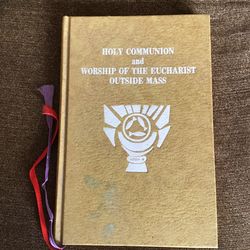 HOLY COMMUNION
and
WORSHIP OF THE EUCHARIST
OUTSIDE MASS